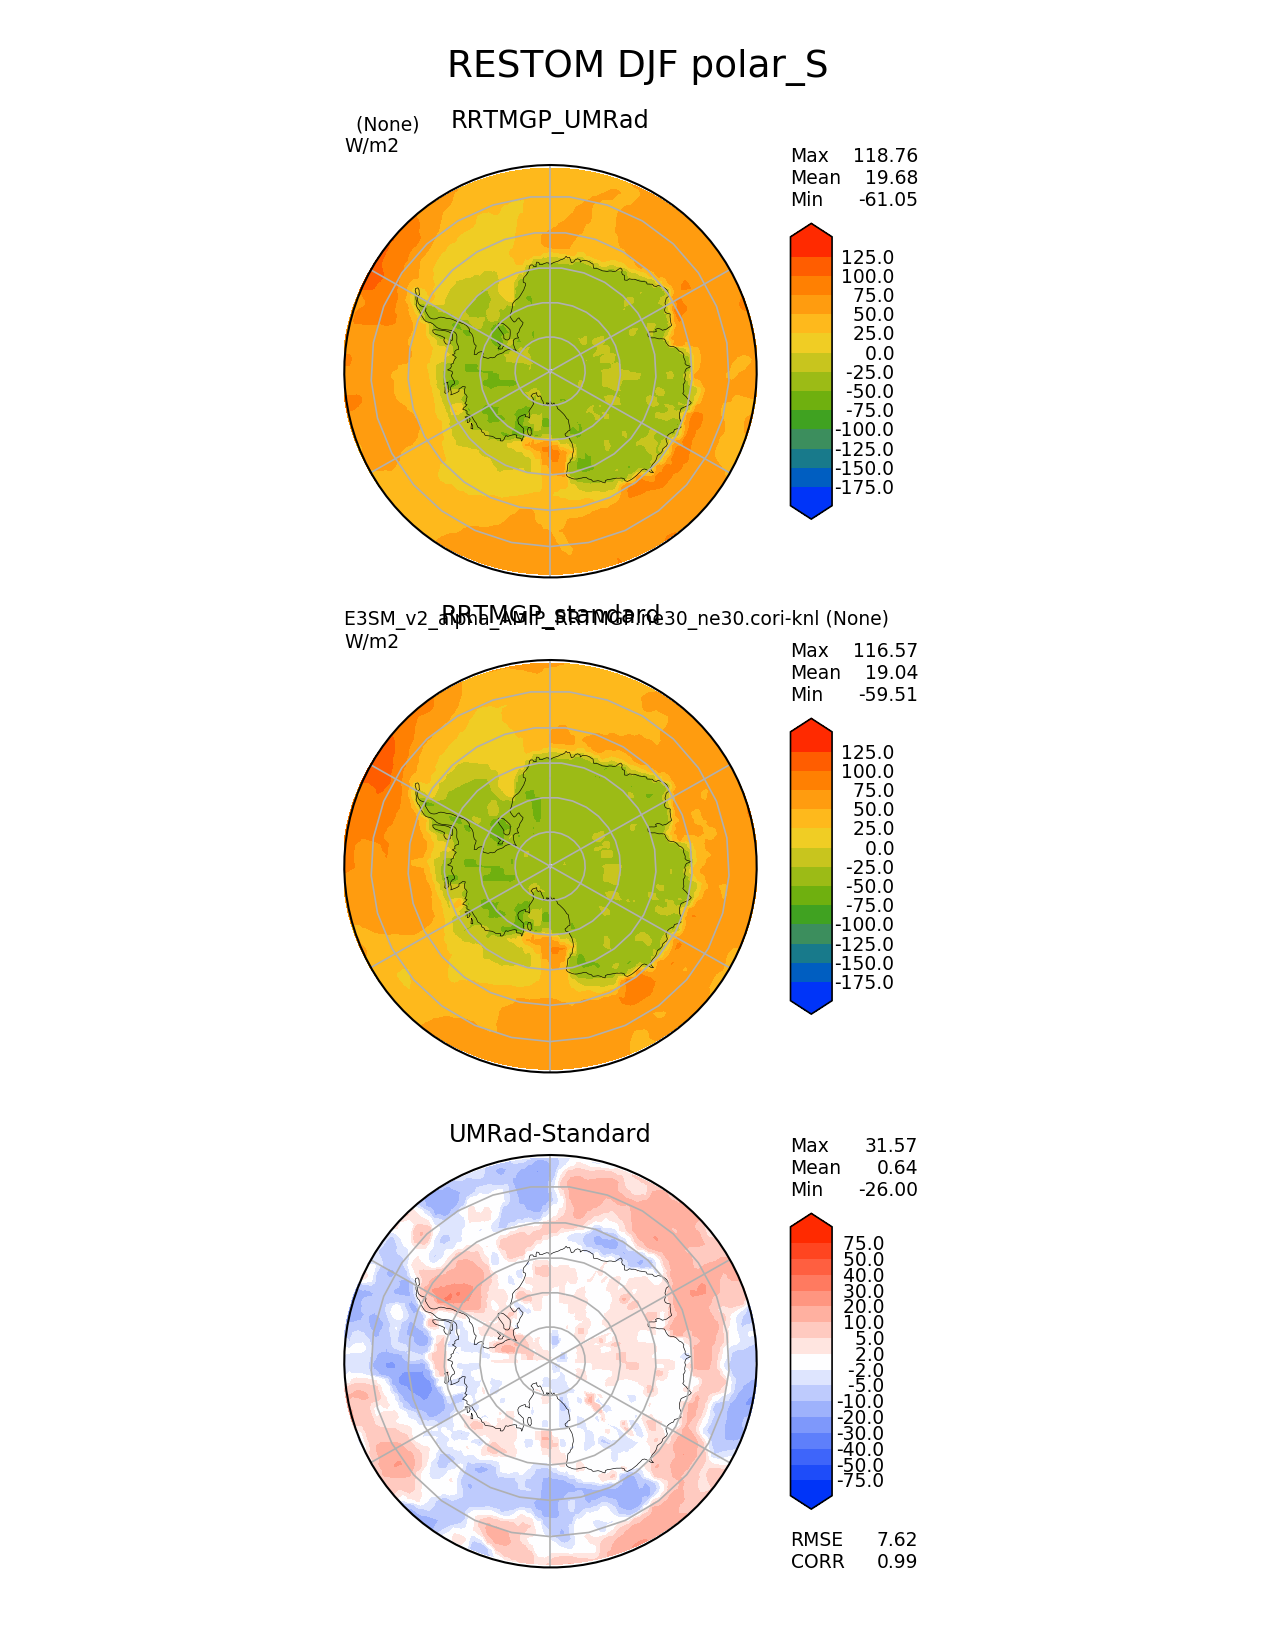 RESTOM DJF polar_S
RRTMGP_UMRad
(None)
W/m2
Max 118.76
Mean 19.68
Min -61.05
125.0
100.0
75.0
50.0
25.0
0.0
-25.0
-50.0
-75.0
-100.0
-125.0
-150.0
-175.0
RRTMGP_standard
E3SM_v2_alpha_AMIP_RRTMGP.ne30_ne30.cori-knl (None)
W/m2
Max 116.57
Mean 19.04
Min -59.51
125.0
100.0
75.0
50.0
25.0
0.0
-25.0
-50.0
-75.0
-100.0
-125.0
-150.0
-175.0
UMRad-Standard
Max 31.57
Mean 0.64
Min -26.00
75.0
50.0
40.0
30.0
20.0
10.0
5.0
2.0
-2.0
-5.0
-10.0
-20.0
-30.0
-40.0
-50.0
-75.0
RMSE 7.62
CORR 0.99